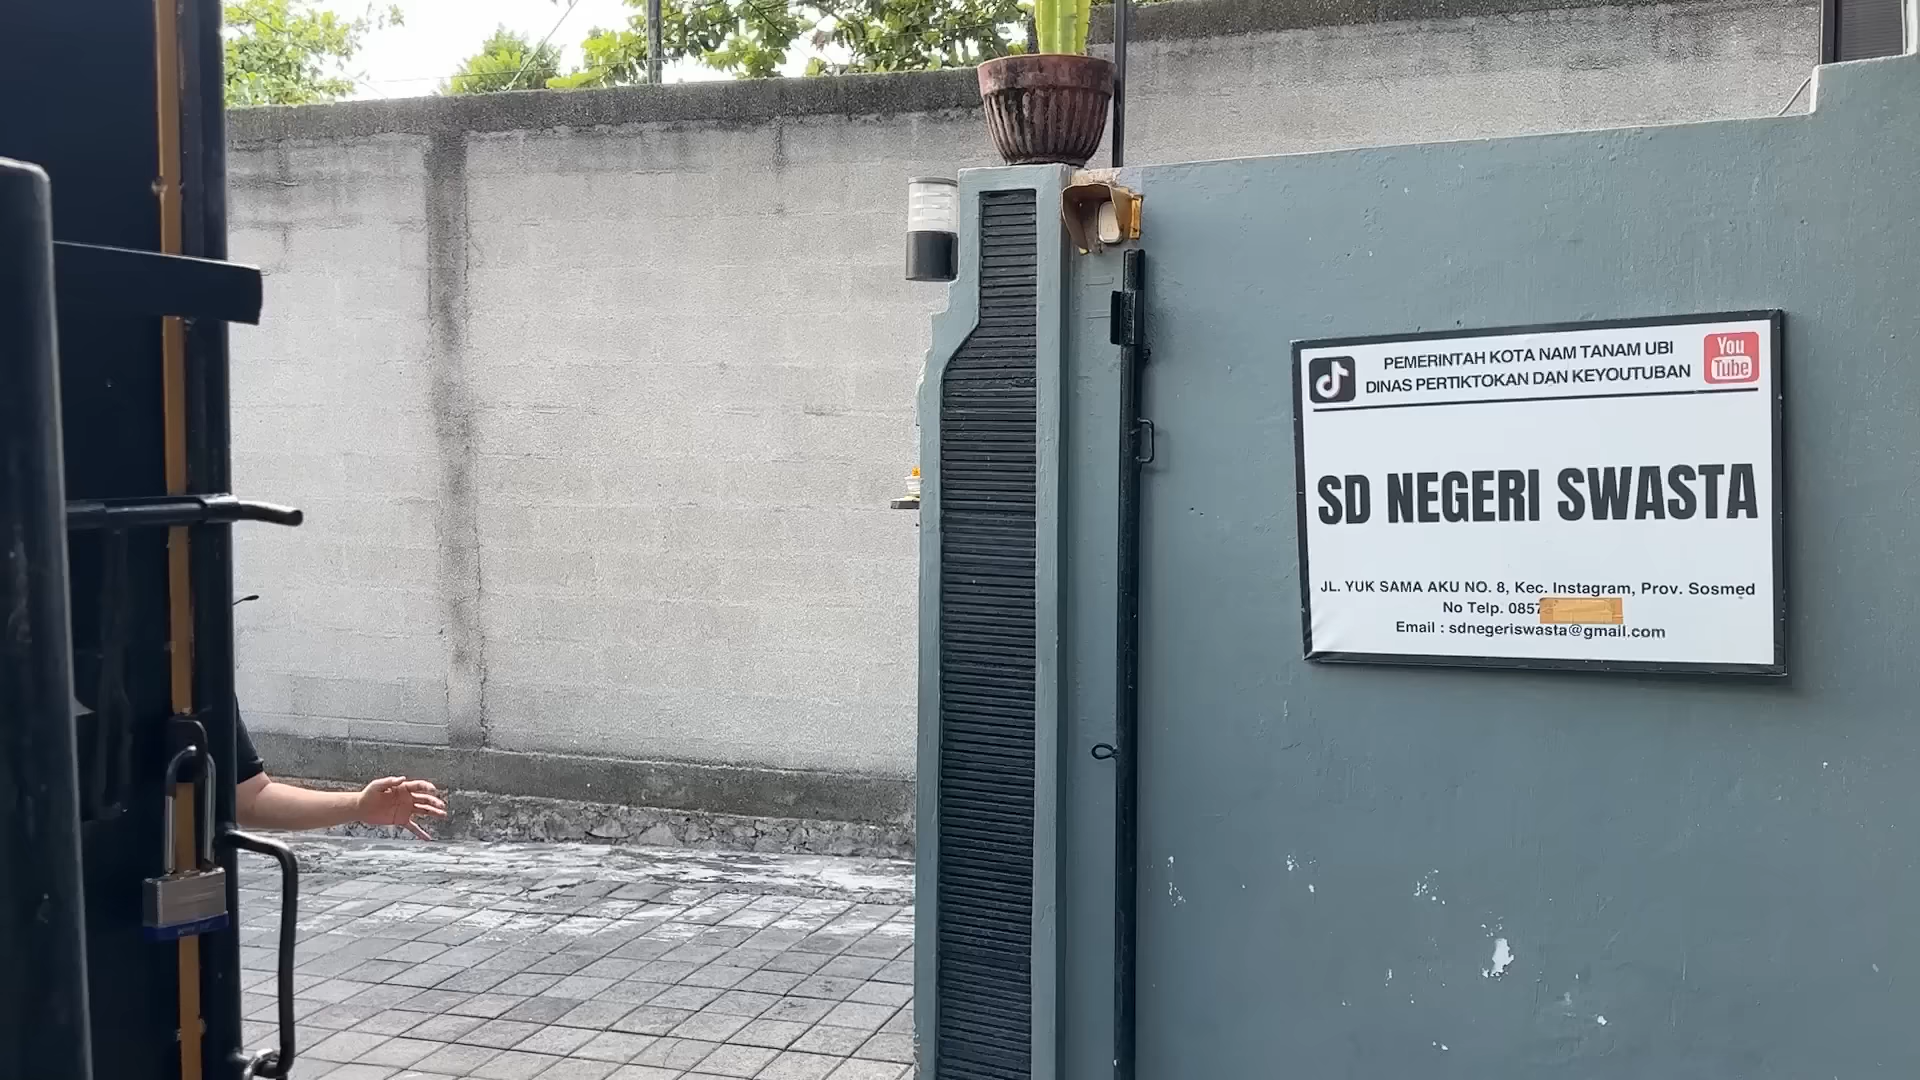 PEMERINTAH KOTA NAM TANAM UBI
DINAS PERTIKTOKAN DAN KEYOUTUBAN
You
Tube
SD NEGERI SWASTA
JL. YUK SAMA AKU NO. 8, Kec. Instagram, Prov. Sosmed
No Telp. 0857
Email : sdnegeriswasta@gmail.com